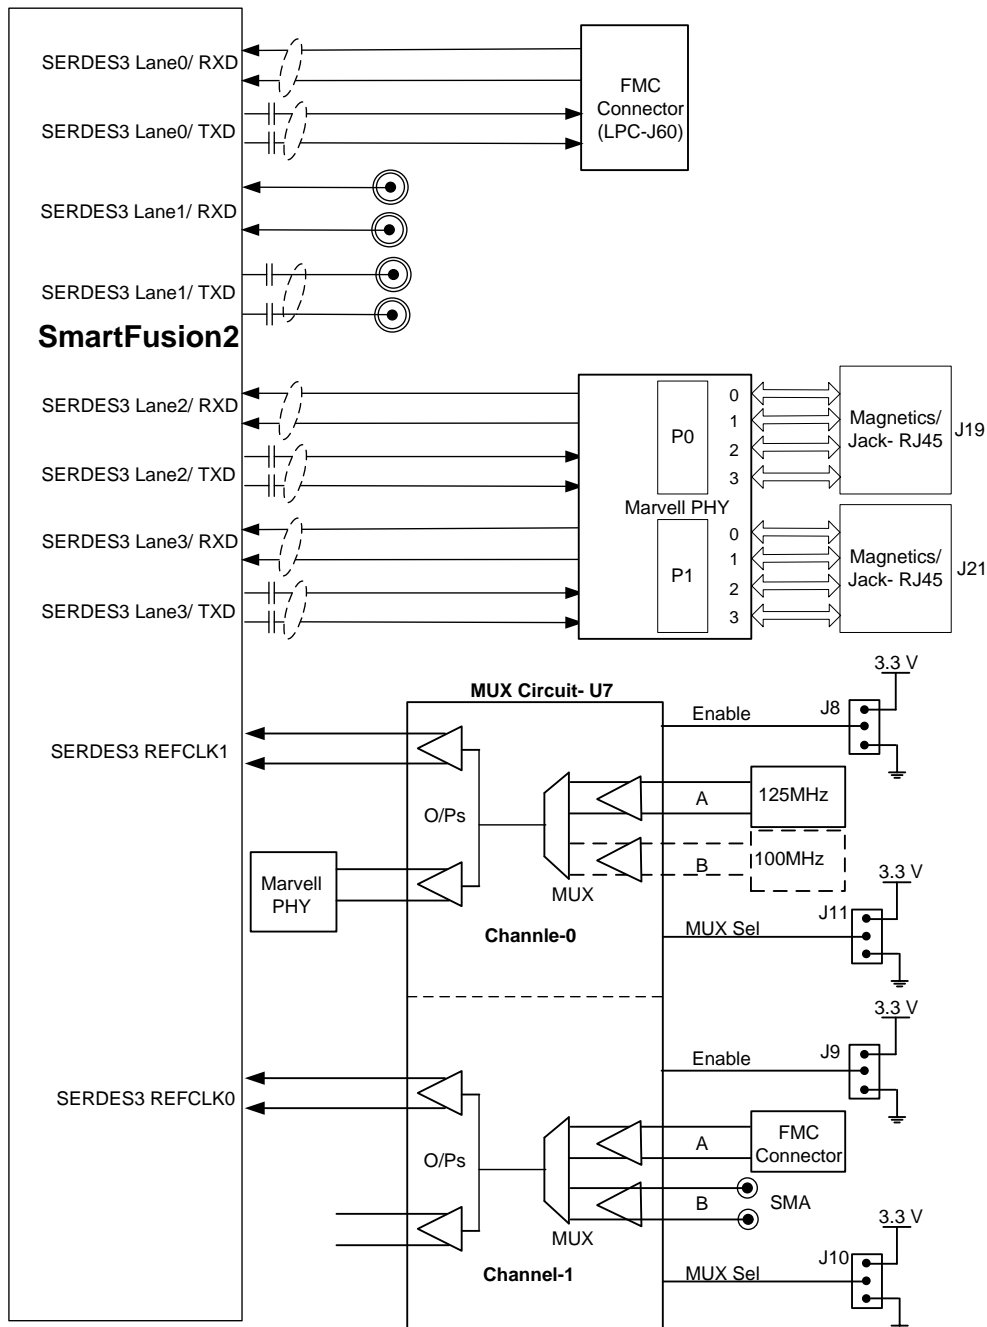 SERDES3 Lane0/ RXD
SERDES3 Lane0/ TXD
FMC
Connector
(LPC-J60)
SERDES3 Lane1/ RXD
SERDES3 Lane1/ TXD
SmartFusion2
SERDES3 Lane2/ RXD
SERDES3 Lane2/ TXD
SERDES3 Lane3/ RXD
SERDES3 Lane3/ TXD
P0
Marvell PHY
P1
0
1
2
3
0
1
2
3
Magnetics/
Jack- RJ45
J19
Magnetics/
Jack- RJ45
J21
MUX Circuit- U7
SERDES3 REFCLK1
O/Ps
Marvell
PHY
MUX
Channle-0
A
B
125MHz
100MHz
Enable
J8
3.3 V
MUX Sel
J11
3.3 V
SERDES3 REFCLK0
O/Ps
MUX
Channel-1
Enable
J9
3.3 V
A
FMC
Connector
B
SMA
MUX Sel
J10
3.3 V